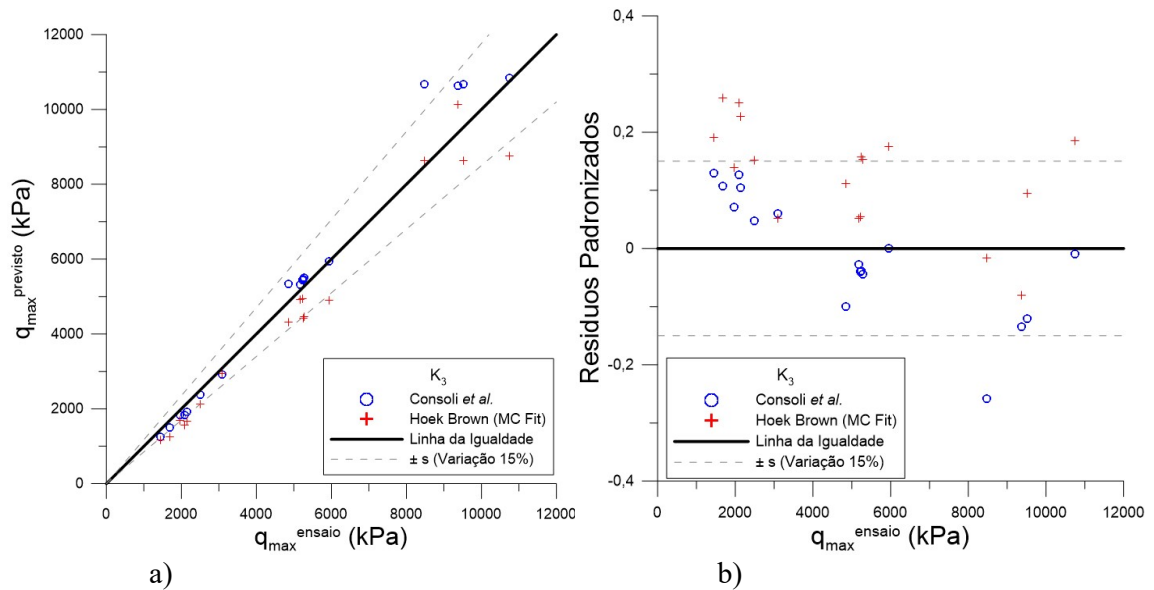 12000
10000
8000
6000
4000
2000
0
q_max^previsto (kPa)
0 2000 4000 6000 8000 10000 12000
q_max^ensaio (kPa)
K₃
Consoli et al.
Hoek Brown (MC Fit)
Linha da Igualdade
± s (Variação 15%)
a)
0,4
0,2
0
-0,2
-0,4
Residuos Padronizados
0 2000 4000 6000 8000 10000 12000
q_max^ensaio (kPa)
K₃
Consoli et al.
Hoek Brown (MC Fit)
Linha da Igualdade
± s (Variação 15%)
b)